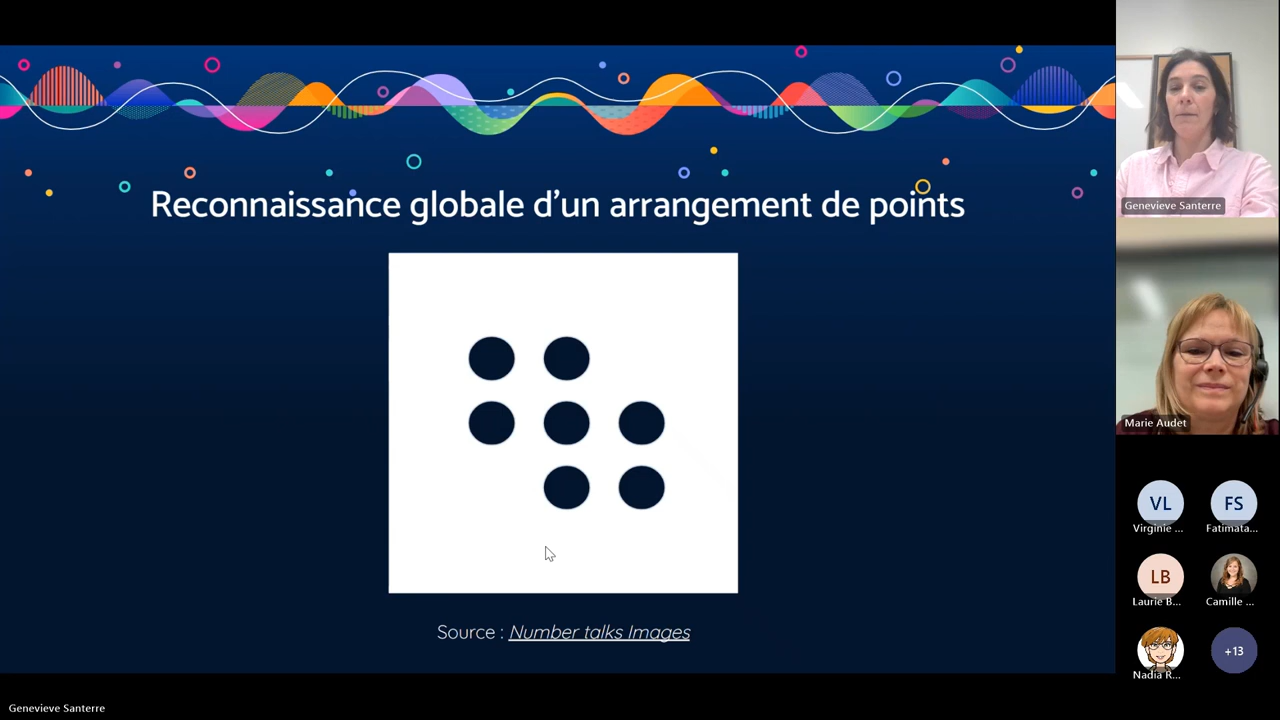 Reconnaissance globale d'un arrangement de points
Source : Number talks Images
Genevieve Santerre
Marie Audet
VL
Virginie ...
FS
Fatimata...
LB
Laurie B...
Camille ...
Nadia R...
+13
Genevieve Santerre